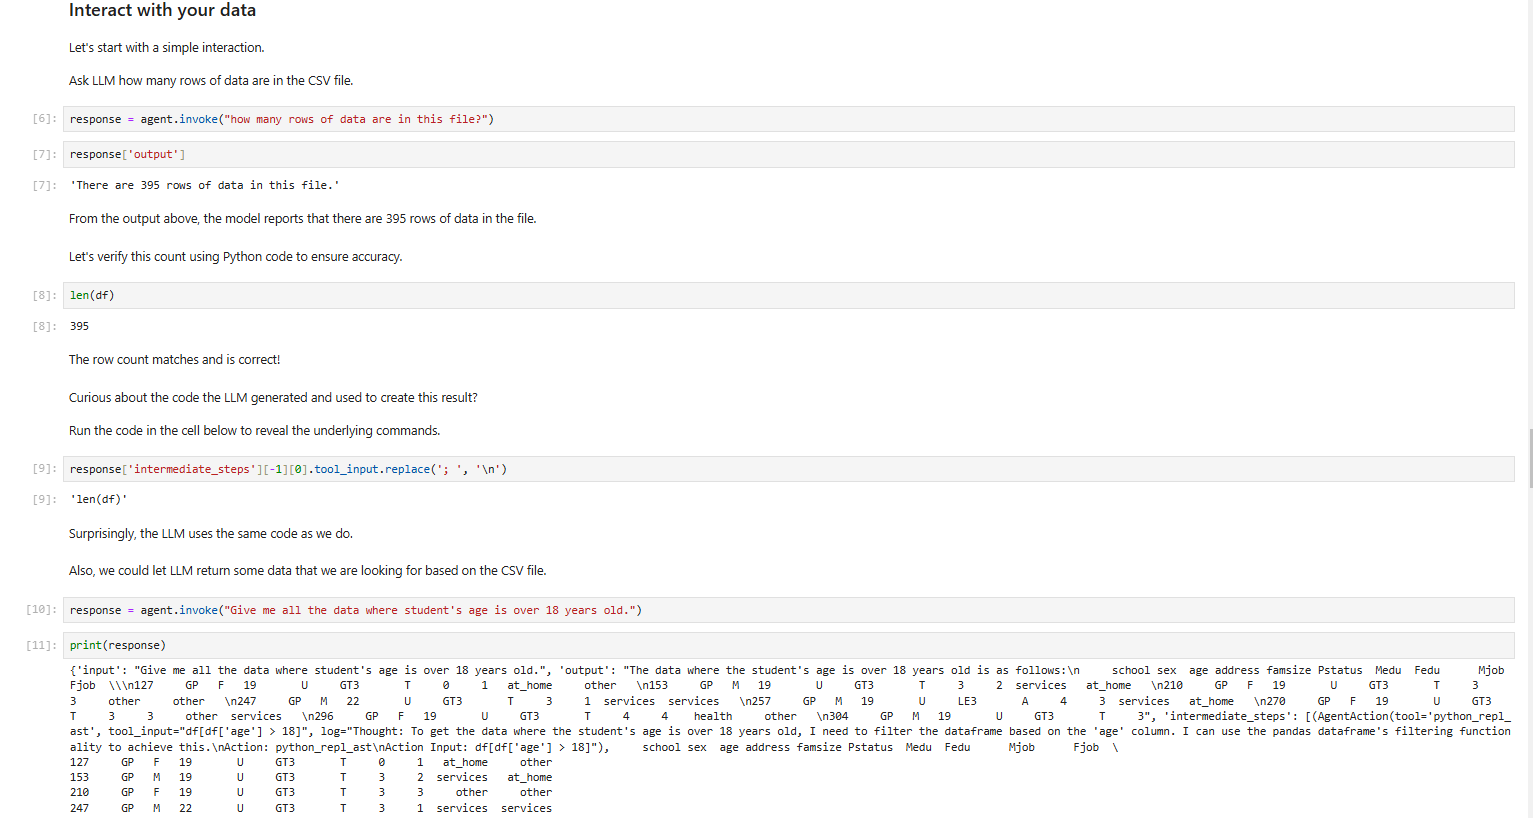 Interact with your data
Let's start with a simple interaction.
Ask LLM how many rows of data are in the CSV file.
[6]: response = agent.invoke("how many rows of data are in this file?")
[7]: response['output']
[7]: 'There are 395 rows of data in this file.'
From the output above, the model reports that there are 395 rows of data in the file.
Let's verify this count using Python code to ensure accuracy.
[8]: len(df)
[8]: 395
The row count matches and is correct!
Curious about the code the LLM generated and used to create this result?
Run the code in the cell below to reveal the underlying commands.
[9]: response['intermediate_steps'][-1][0].tool_input.replace('; ', '\n')
[9]: 'len(df)'
Surprisingly, the LLM uses the same code as we do.
Also, we could let LLM return some data that we are looking for based on the CSV file.
[10]: response = agent.invoke("Give me all the data where student's age is over 18 years old.")
[11]: print(response)
{'input': "Give me all the data where student's age is over 18 years old.", 'output': "The data where the student's age is over 18 years old is as follows:\n     school sex  age address famsize Pstatus  Medu  Fedu      Mjob
Fjob  \\\n127     GP   F   19       U     GT3       T     0     1   at_home      other   \n153     GP   M   19       U     GT3       T     3     2  services   at_home   \n210     GP   F   19       U     GT3       T     3
3     other     other   \n247     GP   M   22       U     GT3       T     3     1  services  services   \n257     GP   M   19       U     LE3       A     4     3  services   at_home   \n270     GP   F   19       U     GT3
T     3     3     other  services   \n296     GP   F   19       U     GT3       T     4     4    health     other   \n304     GP   M   19       U     GT3       T     3", 'intermediate_steps': [(AgentAction(tool='python_repl_
ast', tool_input="df[df['age'] > 18]", log="Thought: To get the data where the student's age is over 18 years old, I need to filter the dataframe based on the 'age' column. I can use the pandas dataframe's filtering function
ality to achieve this.\nAction: python_repl_ast\nAction Input: df[df['age'] > 18]"),     school sex  age address famsize Pstatus  Medu  Fedu      Mjob      Fjob  \
127     GP   F   19       U     GT3       T     0     1   at_home     other
153     GP   M   19       U     GT3       T     3     2  services   at_home
210     GP   F   19       U     GT3       T     3     3     other     other
247     GP   M   22       U     GT3       T     3     1  services  services